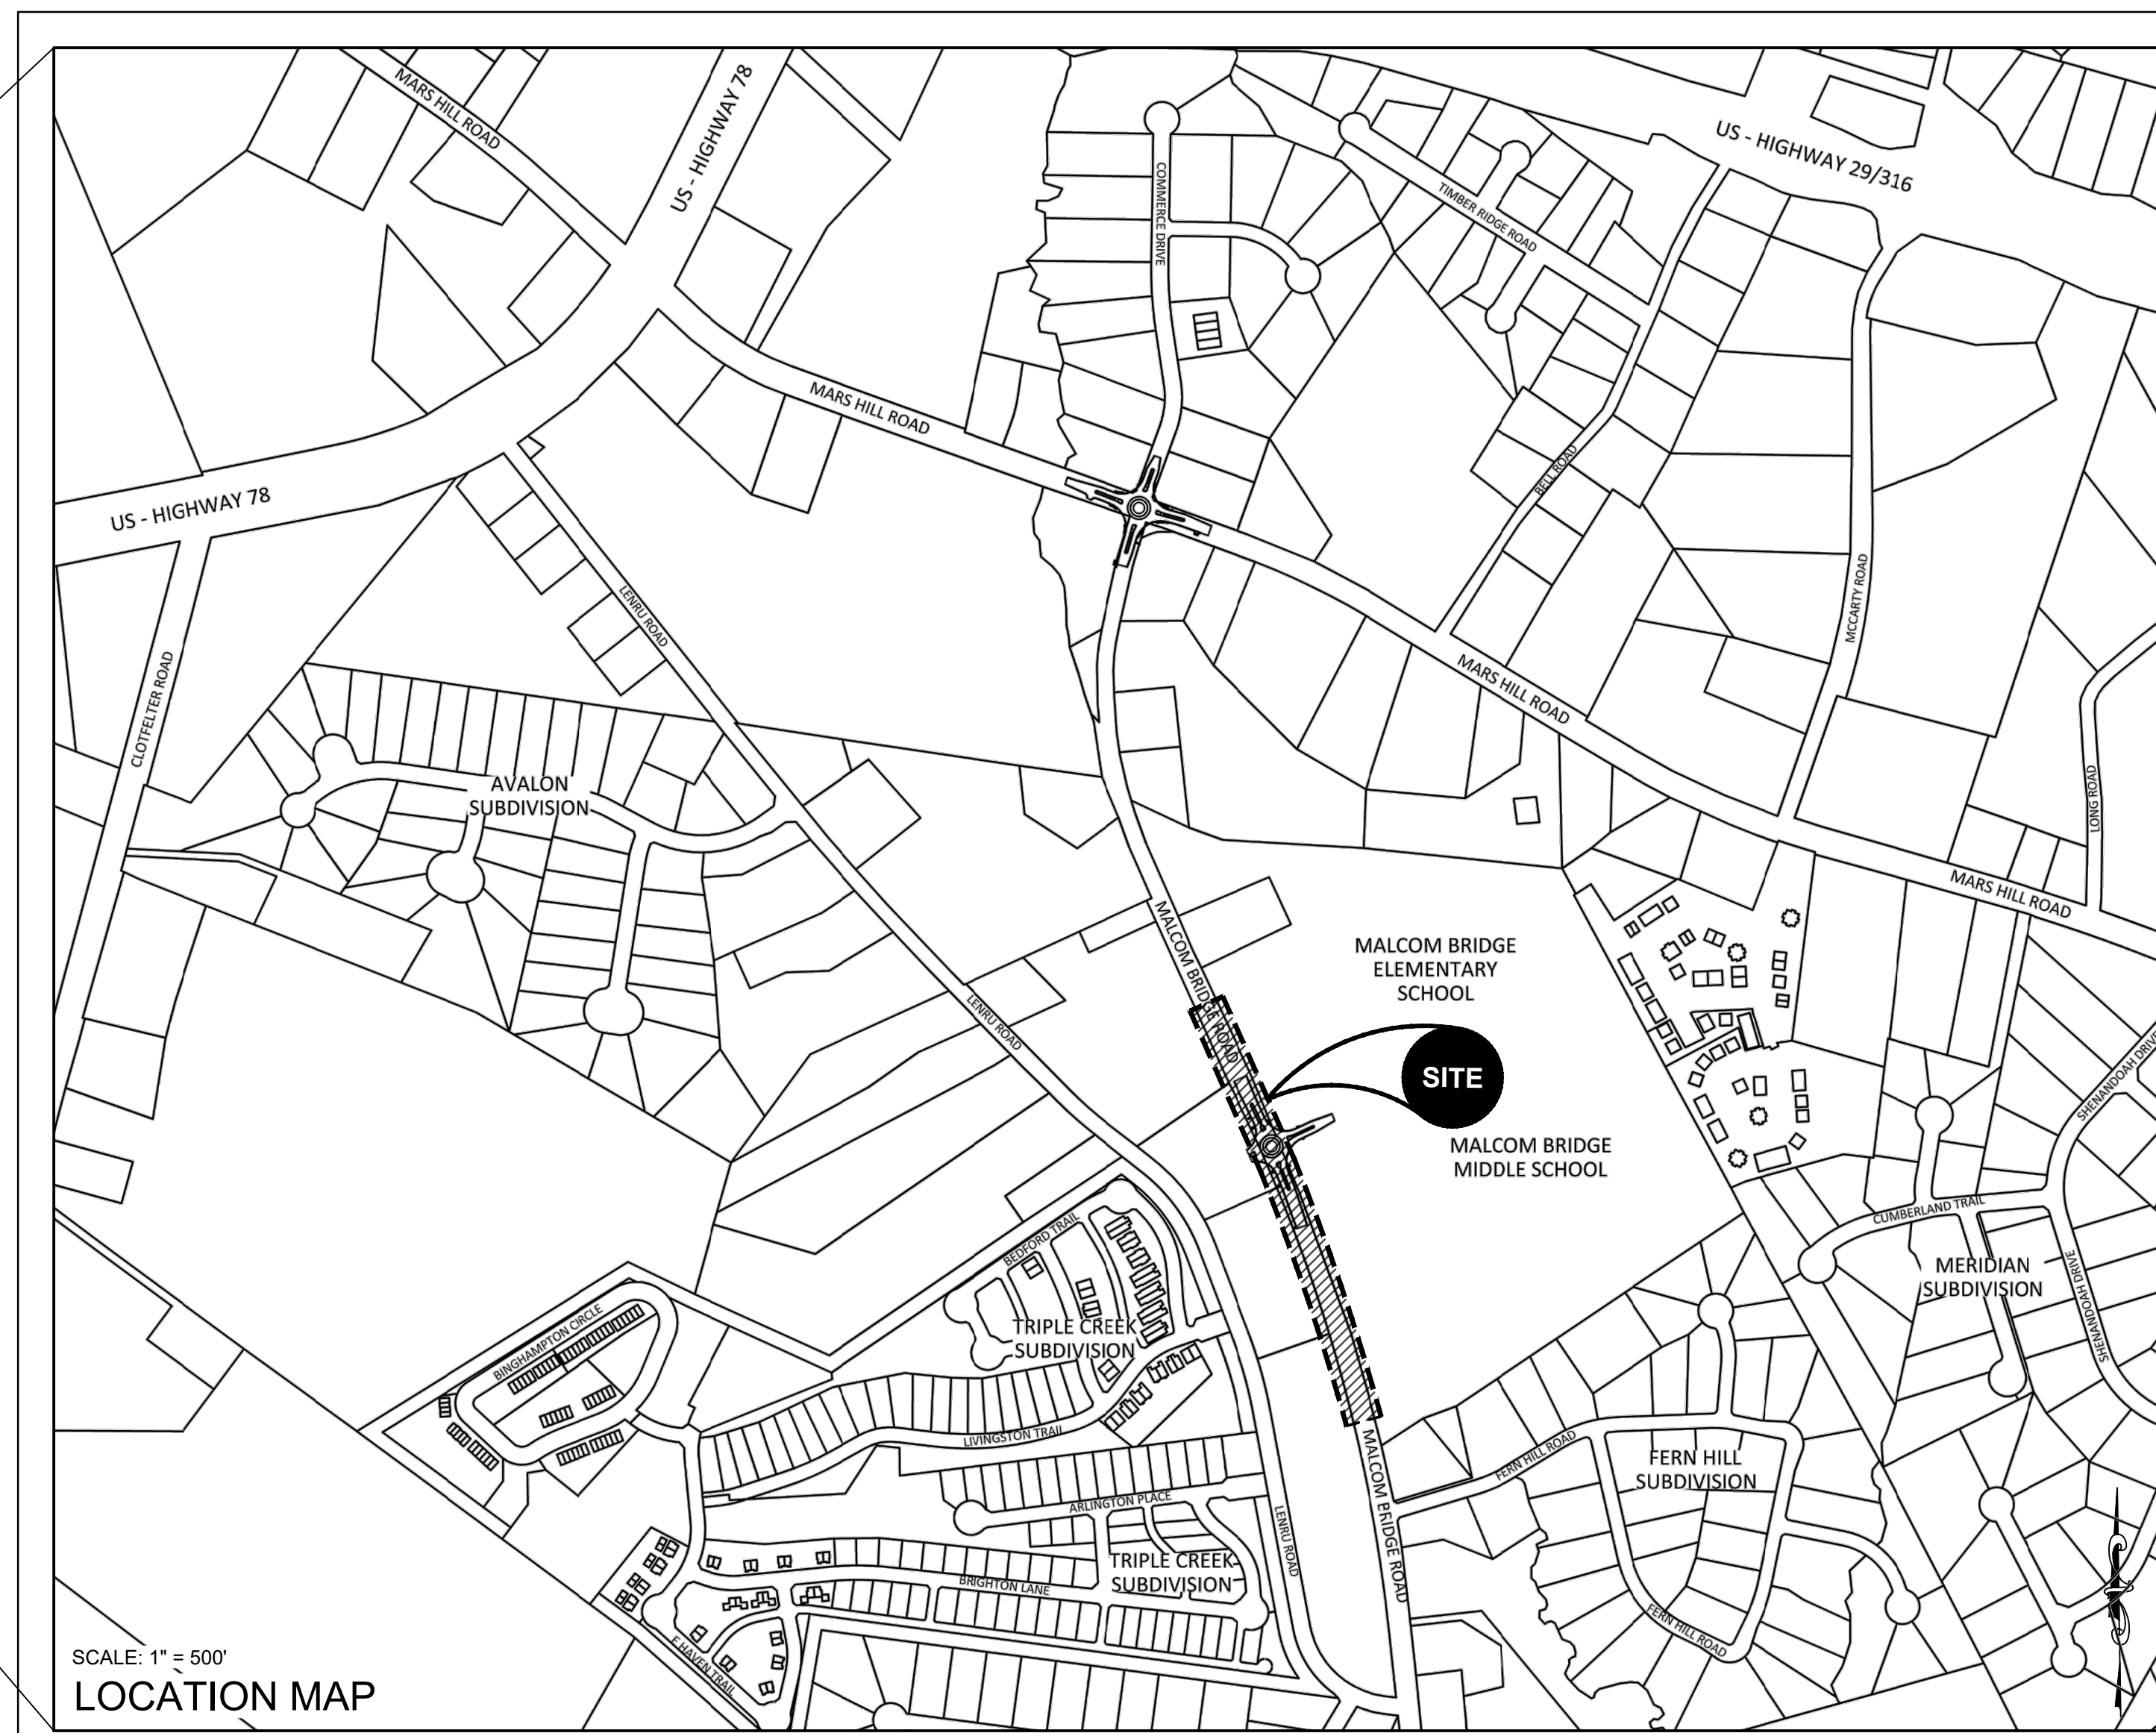 MARS HILL ROAD
US - HIGHWAY 78
US - HIGHWAY 29/316
COMMERCE DRIVE
TIMBER RIDGE ROAD
MARS HILL ROAD
BELL ROAD
US - HIGHWAY 78
LENRU ROAD
MCCARTY ROAD
CLOTFELTER ROAD
MARS HILL ROAD
AVALON
SUBDIVISION
LONG ROAD
MARS HILL ROAD
MALCOM BRIDGE ROAD
MALCOM BRIDGE
ELEMENTARY
SCHOOL
LENRU ROAD
SITE
SHENANDOAH DRIVE
MALCOM BRIDGE
MIDDLE SCHOOL
CUMBERLAND TRAIL
BEDFORD TRAIL
MERIDIAN
SUBDIVISION
SHENANDOAH DRIVE
BINGHAMPTON CIRCLE
TRIPLE CREEK
SUBDIVISION
LIVINGSTON TRAIL
FERN HILL ROAD
FERN HILL
SUBDIVISION
MALCOM BRIDGE ROAD
ARLINGTON PLACE
LENRU ROAD
TRIPLE CREEK
SUBDIVISION
BRIGHTON LANE
FERN HILL ROAD
E HAVEN TRAIL
SCALE: 1" = 500'
LOCATION MAP